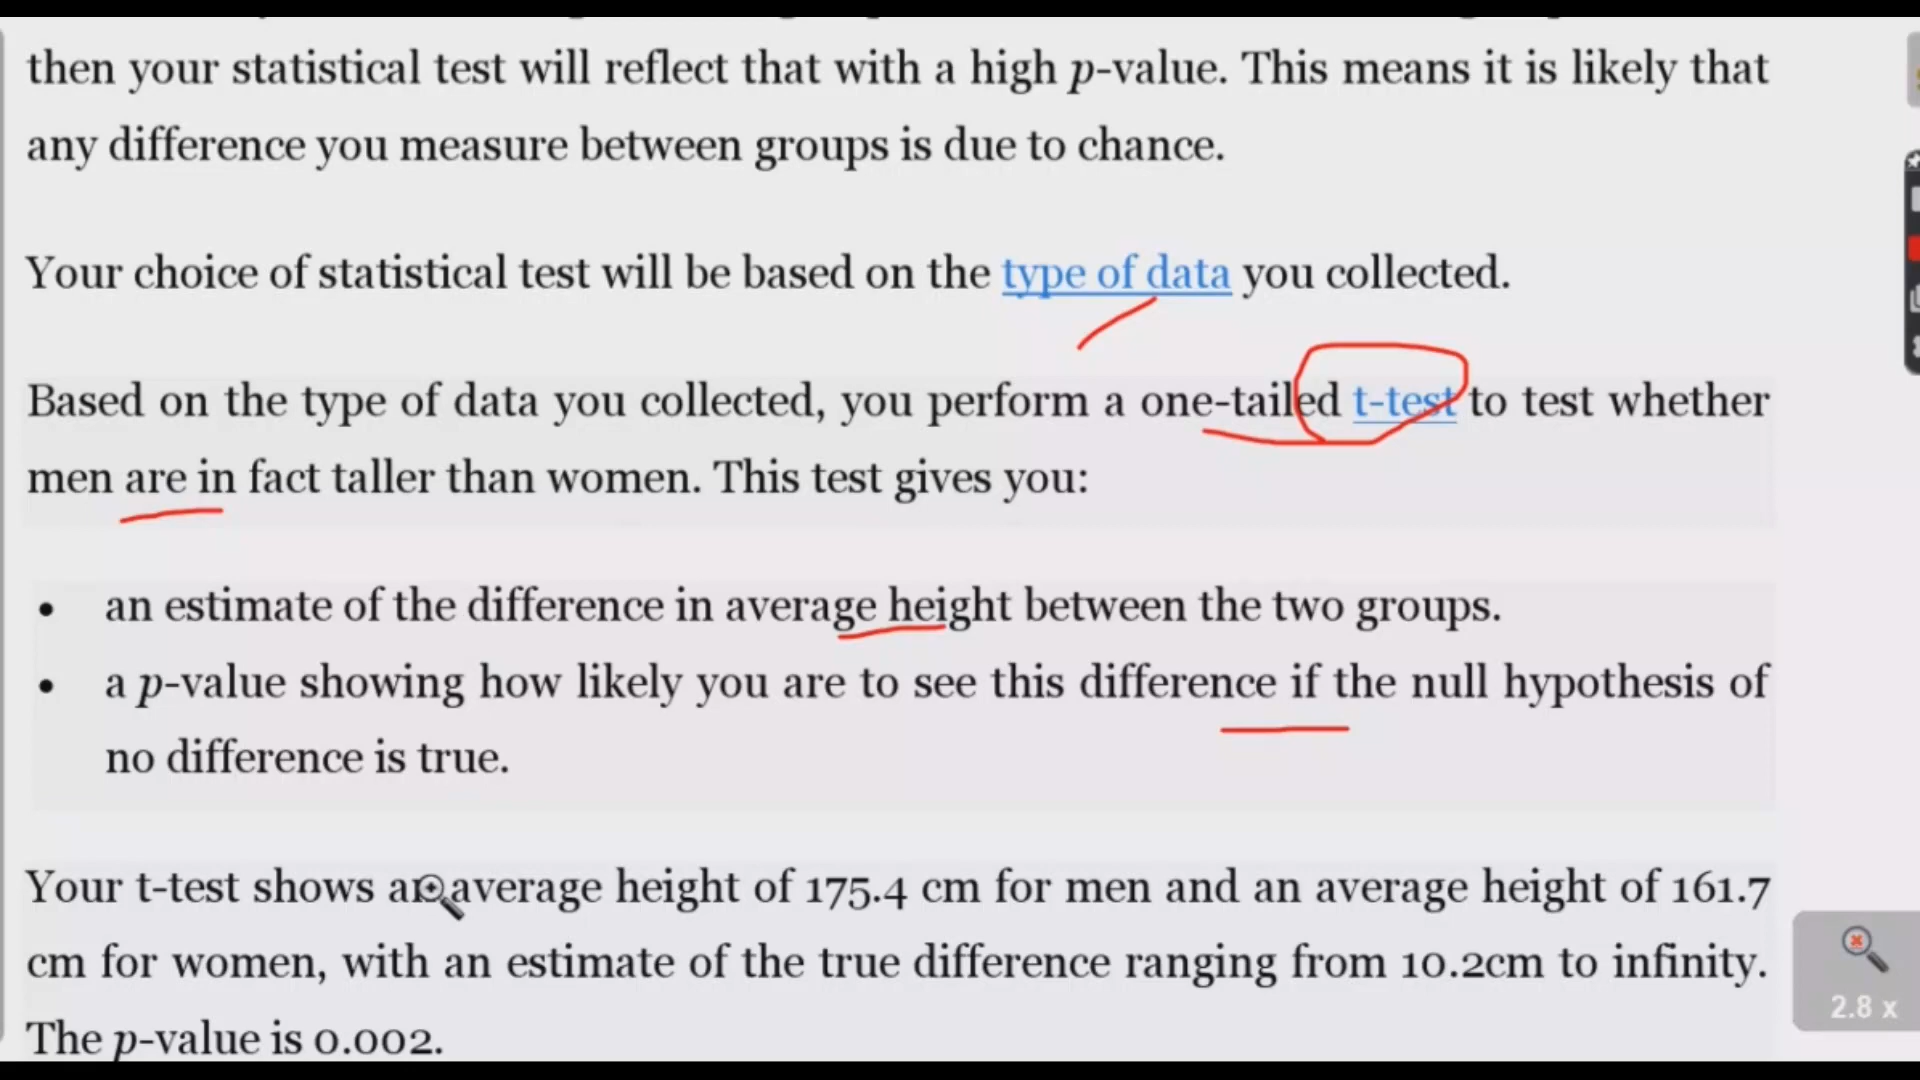 then your statistical test will reflect that with a high p-value. This means it is likely that
any difference you measure between groups is due to chance.
Your choice of statistical test will be based on the type of data you collected.
Based on the type of data you collected, you perform a one-tailed t-test to test whether
men are in fact taller than women. This test gives you:
• an estimate of the difference in average height between the two groups.
• a p-value showing how likely you are to see this difference if the null hypothesis of
no difference is true.
Your t-test shows an average height of 175.4 cm for men and an average height of 161.7
cm for women, with an estimate of the true difference ranging from 10.2cm to infinity.
The p-value is 0.002.
2.8 x